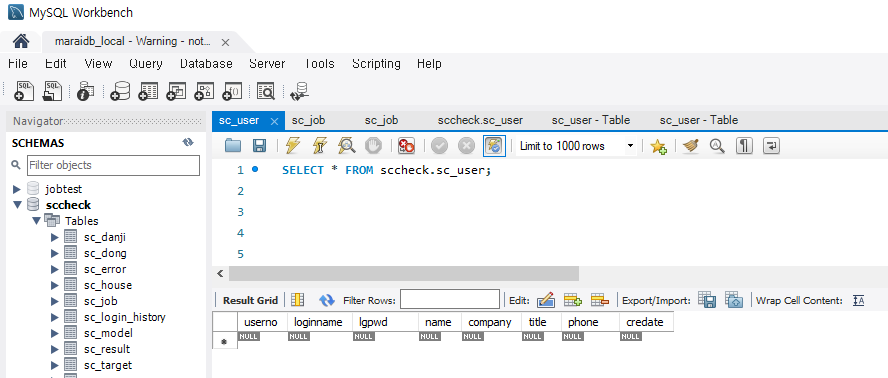 MySQL Workbench
maraidb_local - Warning - not... ×
File Edit View Query Database Server Tools Scripting Help
Navigator
sc_user × sc_job sc_job sccheck.sc_user sc_user - Table sc_user - Table
SCHEMAS
Filter objects
Limit to 1000 rows
jobtest
sccheck
Tables
sc_danji
sc_dong
sc_error
sc_house
sc_job
sc_login_history
sc_model
sc_result
sc_target
1 SELECT * FROM sccheck.sc_user;
2
3
4
5
Result Grid Filter Rows: Edit: Export/Import: Wrap Cell Content:
userno loginname lgpwd name company title phone credate
NULL NULL NULL NULL NULL NULL NULL NULL